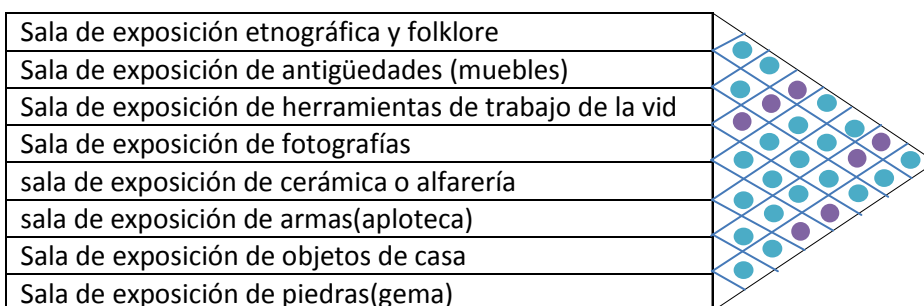 Sala de exposición etnográfica y folklore
Sala de exposición de antigüedades (muebles)
Sala de exposición de herramientas de trabajo de la vid
Sala de exposición de fotografías
sala de exposición de cerámica o alfarería
sala de exposición de armas(aploteca)
Sala de exposición de objetos de casa
Sala de exposición de piedras(gema)